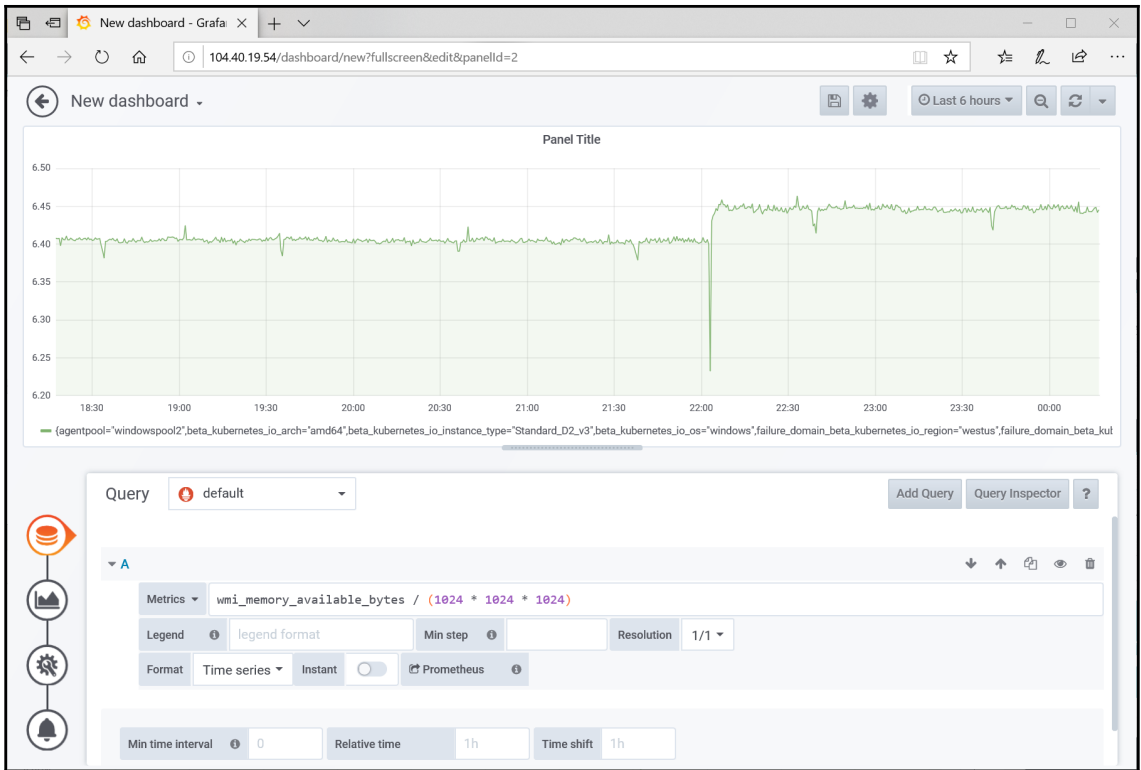 New dashboard - Grafa
104.40.19.54/dashboard/new?fullscreen&edit&panelId=2
New dashboard
Last 6 hours
Panel Title
6.50
6.45
6.40
6.35
6.30
6.25
6.20
18:30 19:00 19:30 20:00 20:30 21:00 21:30 22:00 22:30 23:00 23:30 00:00
{agentpool="windowspool2",beta_kubernetes_io_arch="amd64",beta_kubernetes_io_instance_type="Standard_D2_v3",beta_kubernetes_io_os="windows",failure_domain_beta_kubernetes_io_region="westus",failure_domain_beta_kub
Query default Add Query Query Inspector ?
A
Metrics wmi_memory_available_bytes / (1024 * 1024 * 1024)
Legend legend format Min step Resolution 1/1
Format Time series Instant Prometheus
Min time interval 0 Relative time 1h Time shift 1h